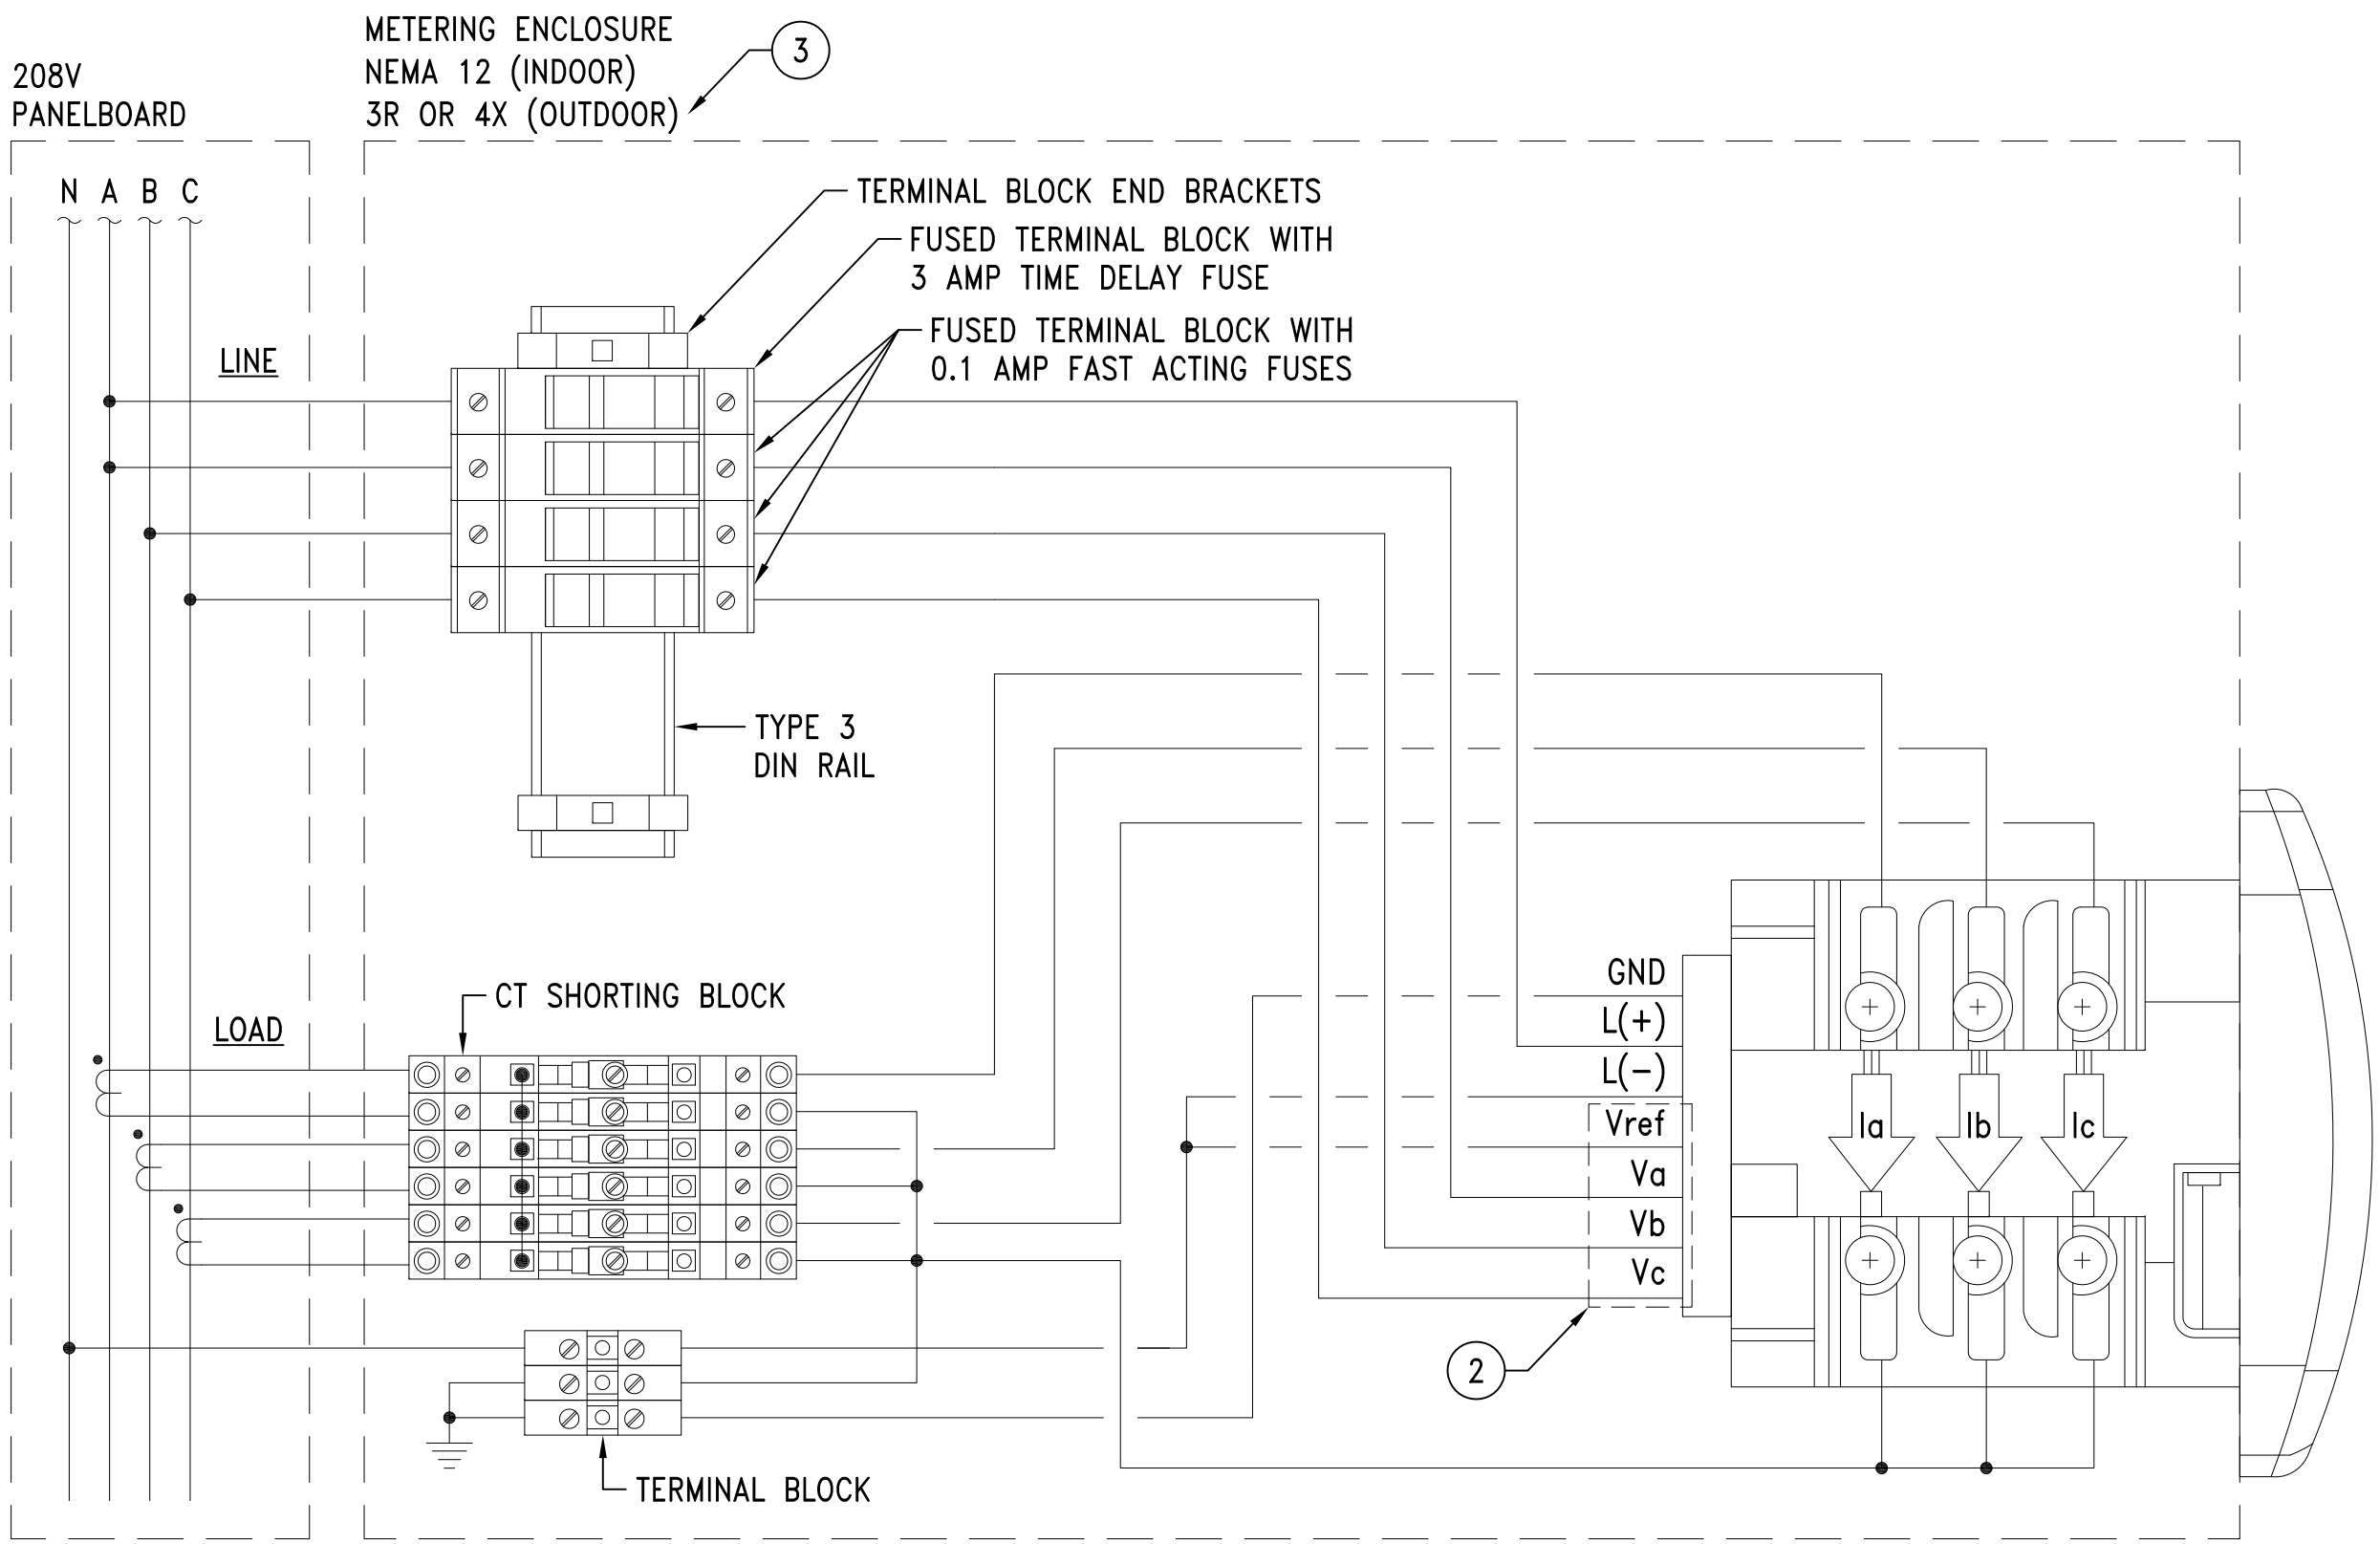 METERING ENCLOSURE
NEMA 12 (INDOOR)
3R OR 4X (OUTDOOR)
3
208V
PANELBOARD
N A B C
TERMINAL BLOCK END BRACKETS
FUSED TERMINAL BLOCK WITH
3 AMP TIME DELAY FUSE
FUSED TERMINAL BLOCK WITH
0.1 AMP FAST ACTING FUSES
LINE
TYPE 3
DIN RAIL
CT SHORTING BLOCK
LOAD
GND
L(+)
L(-)
Vref
Va
Vb
Vc
Ia Ib Ic
2
TERMINAL BLOCK